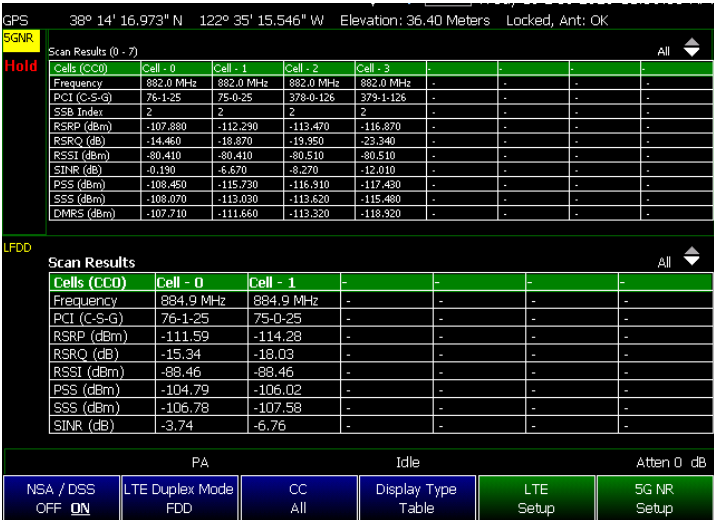 GPS 38º 14' 16.973" N 122º 35' 15.546" W Elevation: 36.40 Meters Locked, Ant: OK
5GNR
Hold
Scan Results (0 - 7) All
Cells (CC0) Cell - 0 Cell - 1 Cell - 2 Cell - 3 - - - -
Frequency 882.0 MHz 882.0 MHz 882.0 MHz 882.0 MHz - - - -
PCI (C-S-G) 76-1-25 75-0-25 378-0-126 379-1-126 - - - -
SSB Index 2 2 2 2 - - - -
RSRP (dBm) -107.880 -112.290 -113.470 -116.870 - - - -
RSRQ (dB) -14.460 -18.870 -19.950 -23.340 - - - -
RSSI (dBm) -80.410 -80.410 -80.510 -80.510 - - - -
SINR (dB) -0.190 -6.670 -8.270 -12.010 - - - -
PSS (dBm) -108.450 -115.730 -116.910 -117.430 - - - -
SSS (dBm) -108.070 -113.030 -113.620 -115.480 - - - -
DMRS (dBm) -107.710 -111.660 -113.320 -118.920 - - - -
LFDD
Scan Results All
Cells (CC0) Cell - 0 Cell - 1 - - - -
Frequency 884.9 MHz 884.9 MHz - - - -
PCI (C-S-G) 76-1-25 75-0-25 - - - -
RSRP (dBm) -111.59 -114.28 - - - -
RSRQ (dB) -15.34 -18.03 - - - -
RSSI (dBm) -88.46 -88.46 - - - -
PSS (dBm) -104.79 -106.02 - - - -
SSS (dBm) -106.78 -107.58 - - - -
SINR (dB) -3.74 -6.76 - - - -
PA Idle Atten 0 dB
NSA / DSS LTE Duplex Mode CC Display Type LTE 5G NR
OFF ON FDD All Table Setup Setup